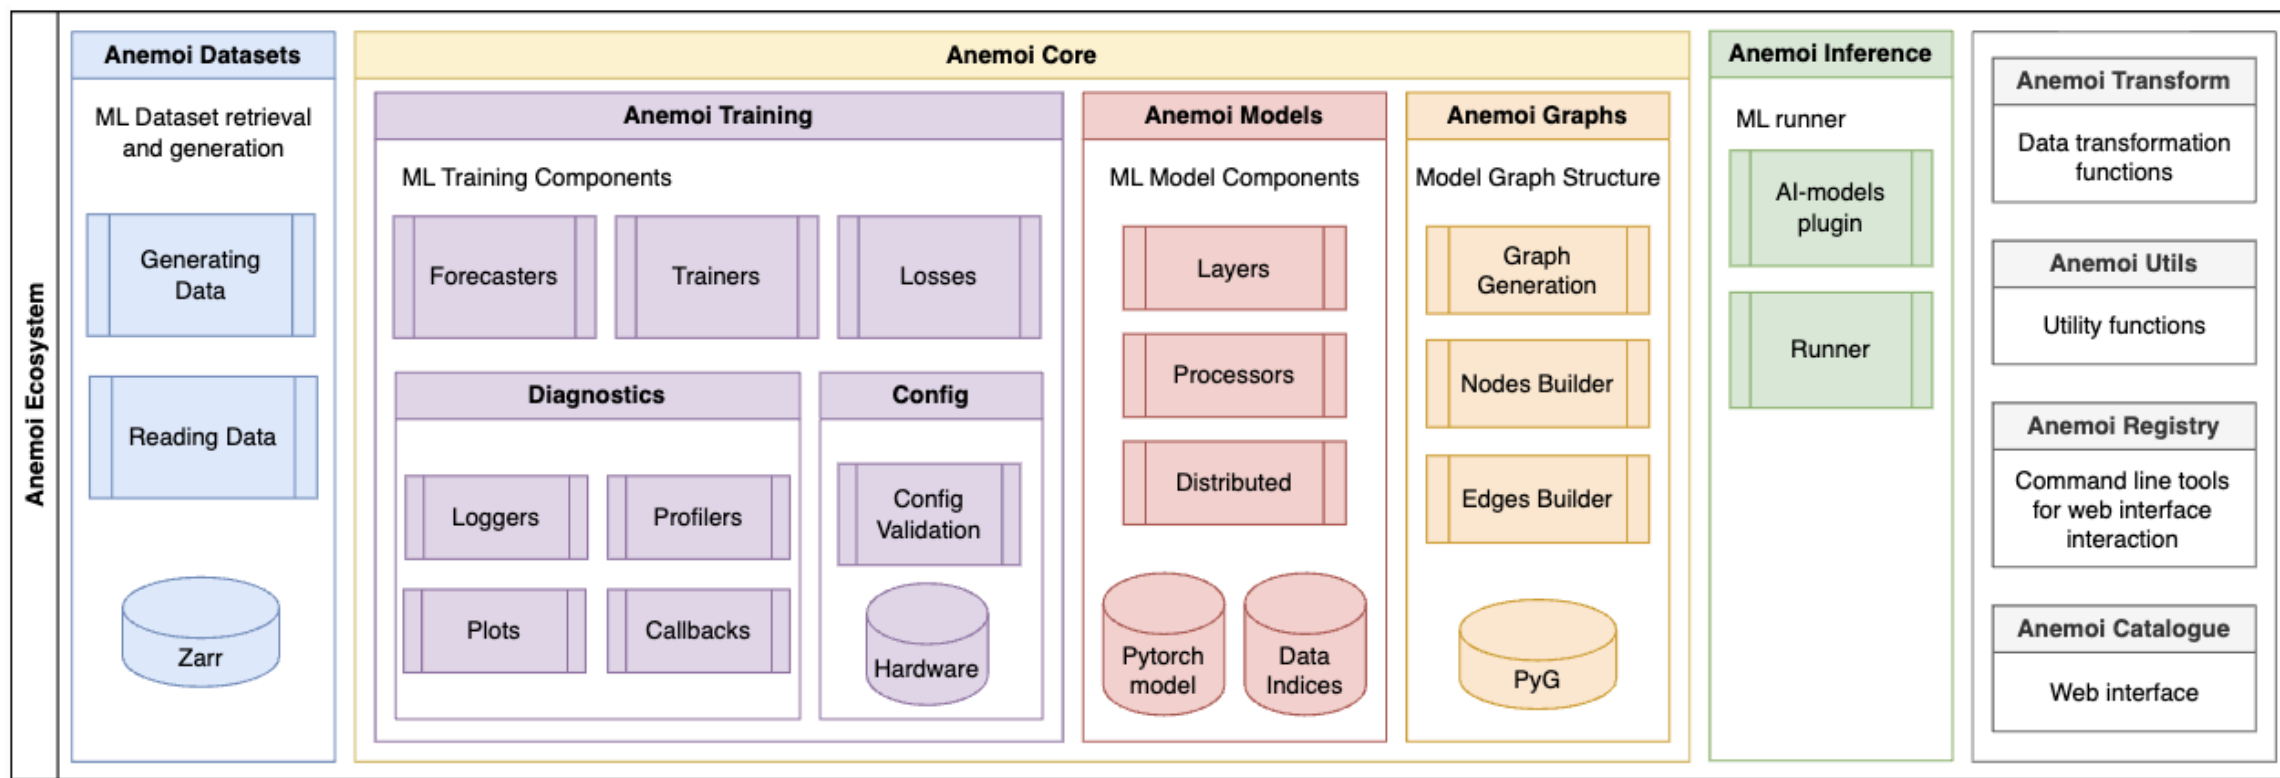 Anemoi Ecosystem
Anemoi Datasets
ML Dataset retrieval
and generation
Generating
Data
Reading Data
Zarr
Anemoi Core
Anemoi Training
ML Training Components
Forecasters
Trainers
Losses
Diagnostics
Loggers
Profilers
Plots
Callbacks
Config
Config
Validation
Hardware
Anemoi Models
ML Model Components
Layers
Processors
Distributed
Pytorch
model
Data
Indices
Anemoi Graphs
Model Graph Structure
Graph
Generation
Nodes Builder
Edges Builder
PyG
Anemoi Inference
ML runner
AI-models
plugin
Runner
Anemoi Transform
Data transformation
functions
Anemoi Utils
Utility functions
Anemoi Registry
Command line tools
for web interface
interaction
Anemoi Catalogue
Web interface